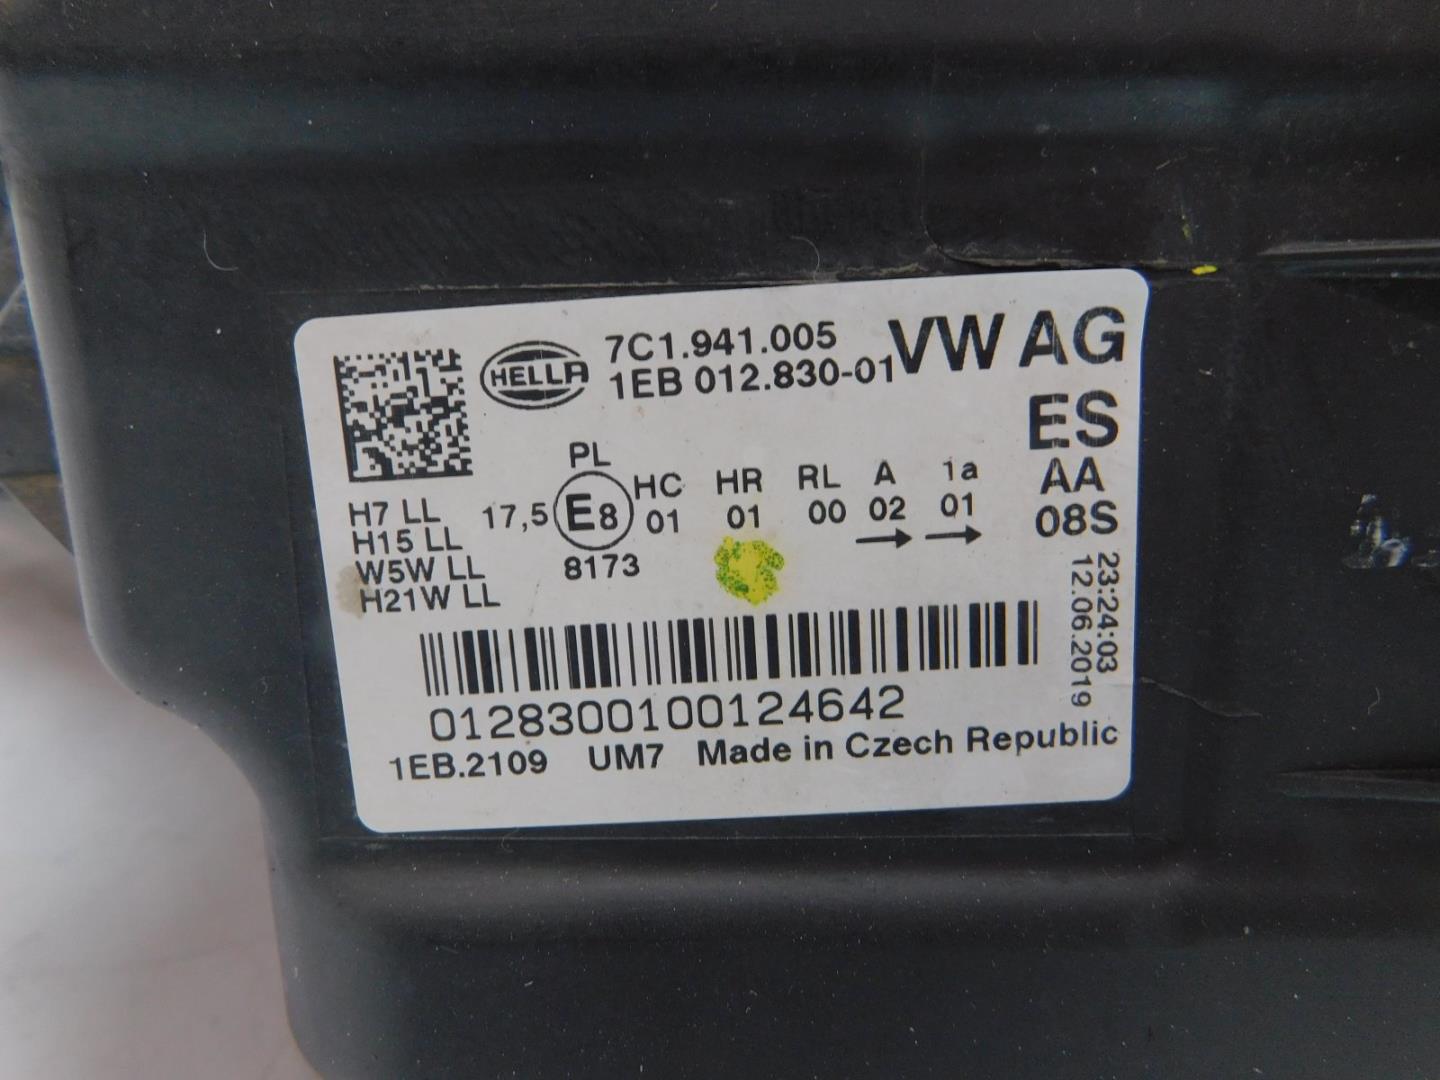 HELLA
7C1.941.005
1EB 012.830-01
VW AG
ES
AA
08S
PL
17,5 E8
8173
HC HR RL A 1a
01 01 00 02 01
→ →
H7 LL
H15 LL
W5W LL
H21W LL
23:24:03
12.06.2019
0128300100124642
1EB.2109 UM7 Made in Czech Republic